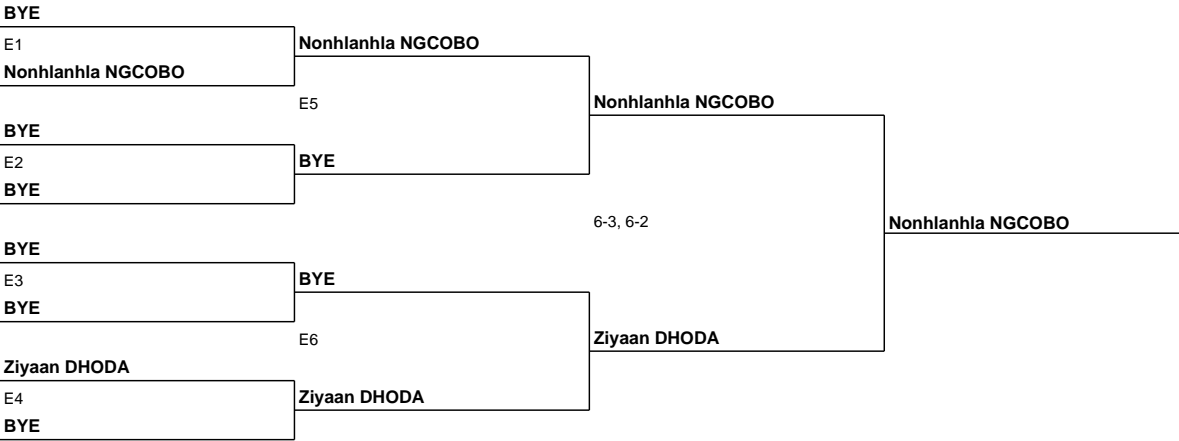 BYE
E1
Nonhlanhla NGCOBO
Nonhlanhla NGCOBO
E5
Nonhlanhla NGCOBO
BYE
E2
BYE
BYE
6-3, 6-2
Nonhlanhla NGCOBO
BYE
E3
BYE
BYE
E6
Ziyaan DHODA
Ziyaan DHODA
E4
Ziyaan DHODA
BYE